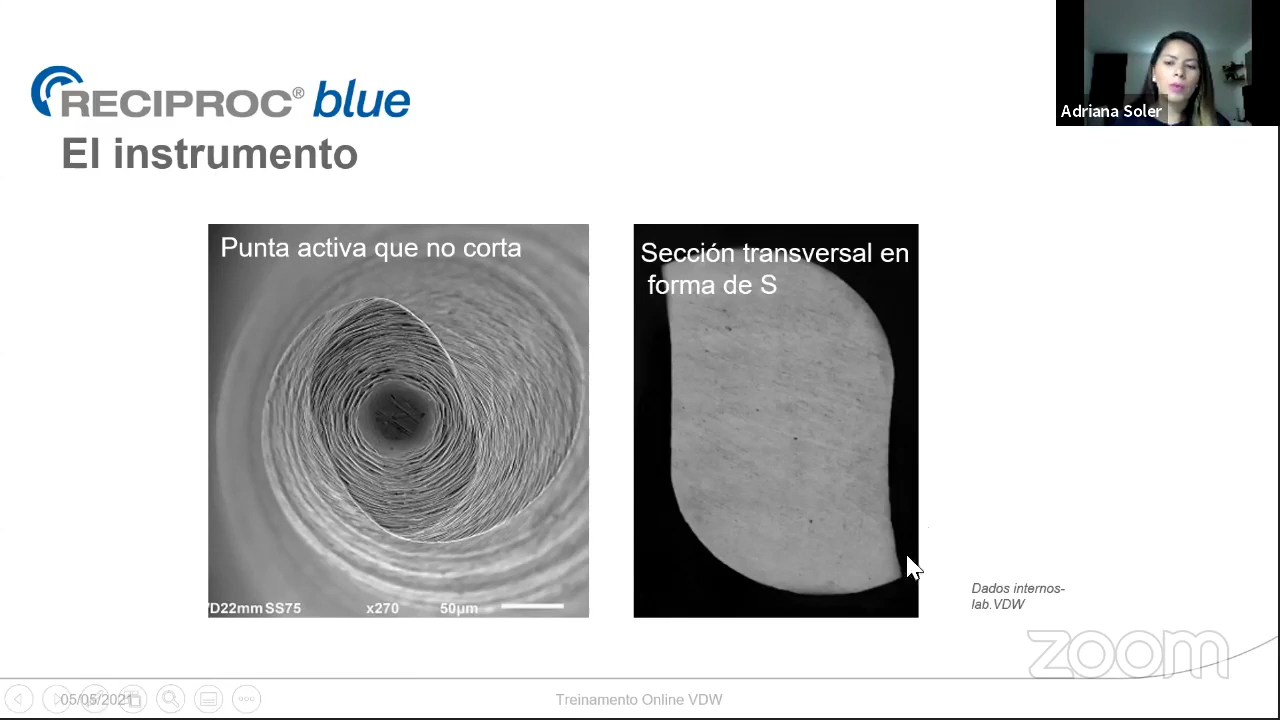 RECIPROC® blue
El instrumento
Adriana Soler
Punta activa que no corta
Sección transversal en
forma de S
D22mm SS75 x270 50µm
Dados internos-
lab.VDW
zoom
05/05/2021
Treinamento Online VDW